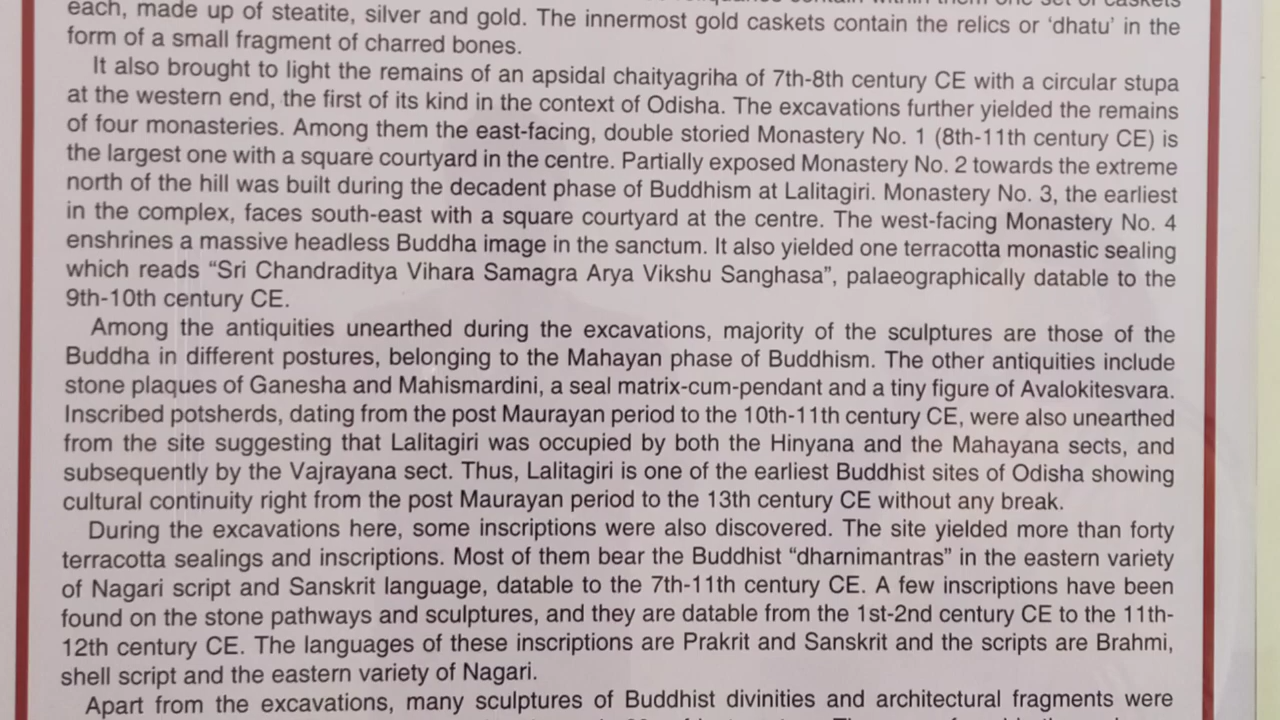 each, made up of steatite, silver and gold. The innermost gold caskets contain the relics or ‘dhatu’ in the
form of a small fragment of charred bones.
It also brought to light the remains of an apsidal chaityagriha of 7th-8th century CE with a circular stupa
at the western end, the first of its kind in the context of Odisha. The excavations further yielded the remains
of four monasteries. Among them the east-facing, double storied Monastery No. 1 (8th-11th century CE) is
the largest one with a square courtyard in the centre. Partially exposed Monastery No. 2 towards the extreme
north of the hill was built during the decadent phase of Buddhism at Lalitagiri. Monastery No. 3, the earliest
in the complex, faces south-east with a square courtyard at the centre. The west-facing Monastery No. 4
enshrines a massive headless Buddha image in the sanctum. It also yielded one terracotta monastic sealing
which reads “Sri Chandraditya Vihara Samagra Arya Vikshu Sanghasa”, palaeographically datable to the
9th-10th century CE.
Among the antiquities unearthed during the excavations, majority of the sculptures are those of the
Buddha in different postures, belonging to the Mahayan phase of Buddhism. The other antiquities include
stone plaques of Ganesha and Mahismardini, a seal matrix-cum-pendant and a tiny figure of Avalokitesvara.
Inscribed potsherds, dating from the post Maurayan period to the 10th-11th century CE, were also unearthed
from the site suggesting that Lalitagiri was occupied by both the Hinyana and the Mahayana sects, and
subsequently by the Vajrayana sect. Thus, Lalitagiri is one of the earliest Buddhist sites of Odisha showing
cultural continuity right from the post Maurayan period to the 13th century CE without any break.
During the excavations here, some inscriptions were also discovered. The site yielded more than forty
terracotta sealings and inscriptions. Most of them bear the Buddhist “dharnimantras” in the eastern variety
of Nagari script and Sanskrit language, datable to the 7th-11th century CE. A few inscriptions have been
found on the stone pathways and sculptures, and they are datable from the 1st-2nd century CE to the 11th-
12th century CE. The languages of these inscriptions are Prakrit and Sanskrit and the scripts are Brahmi,
shell script and the eastern variety of Nagari.
Apart from the excavations, many sculptures of Buddhist divinities and architectural fragments were